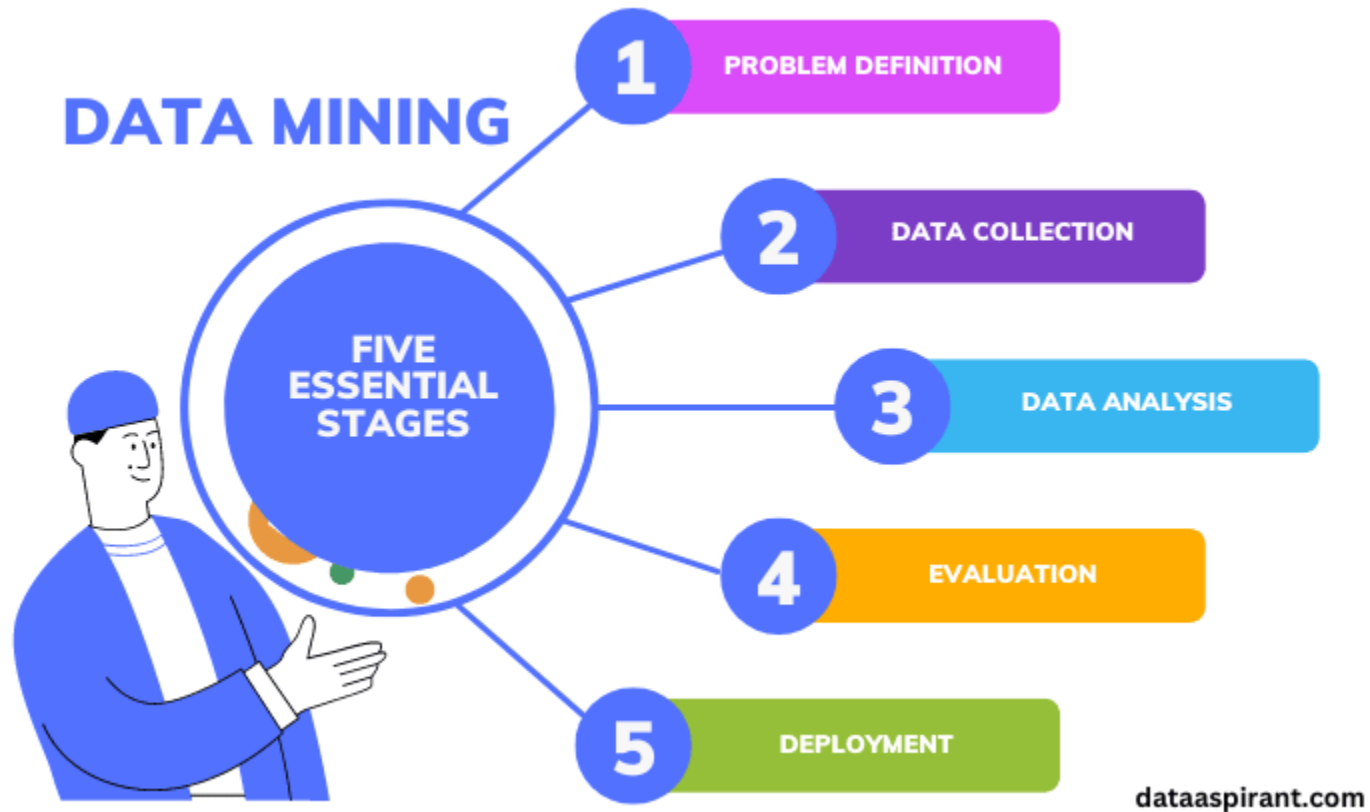 DATA MINING
FIVE
ESSENTIAL
STAGES
1
PROBLEM DEFINITION
2
DATA COLLECTION
3
DATA ANALYSIS
4
EVALUATION
5
DEPLOYMENT
dataaspirant.com